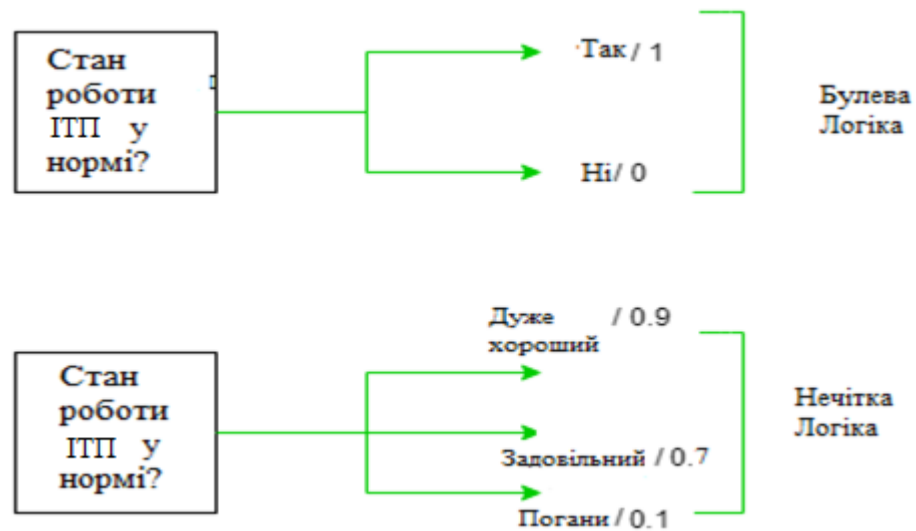 Стан
роботи
ІТП у
нормі?
Так / 1
Ні/ 0
Булева
Логіка
Стан
роботи
ІТП у
нормі?
Дуже / 0.9
хороший
Задовільний / 0.7
Погани / 0.1
Нечітка
Логіка